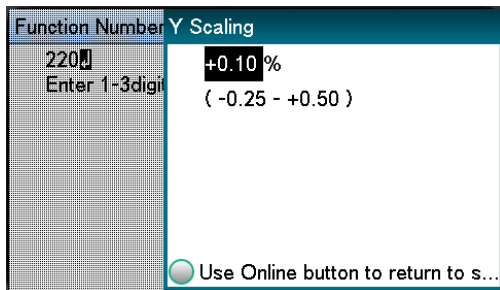 Function Number
220
Enter 1-3digi
Y Scaling
+0.10 %
( -0.25 - +0.50 )
Use Online button to return to s...